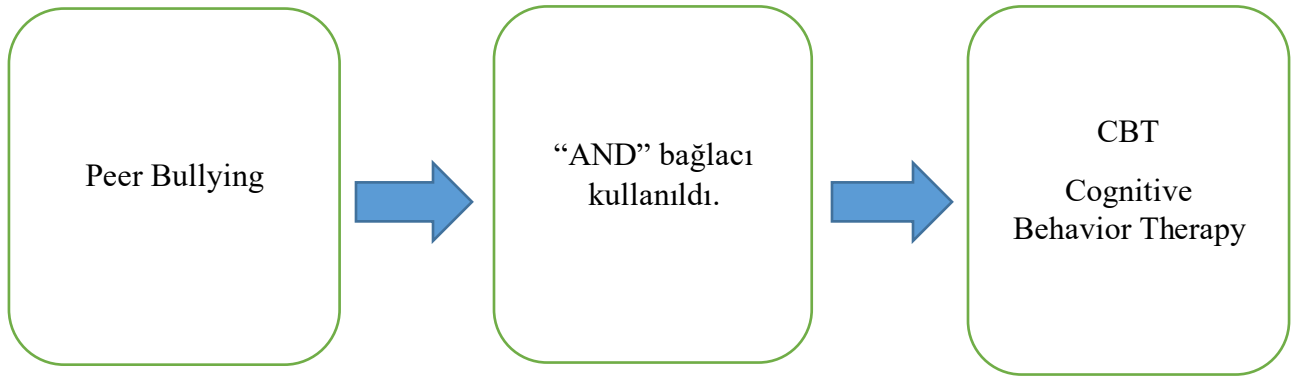 Peer Bullying
“AND” bağlacı
kullanıldı.
CBT
Cognitive
Behavior Therapy